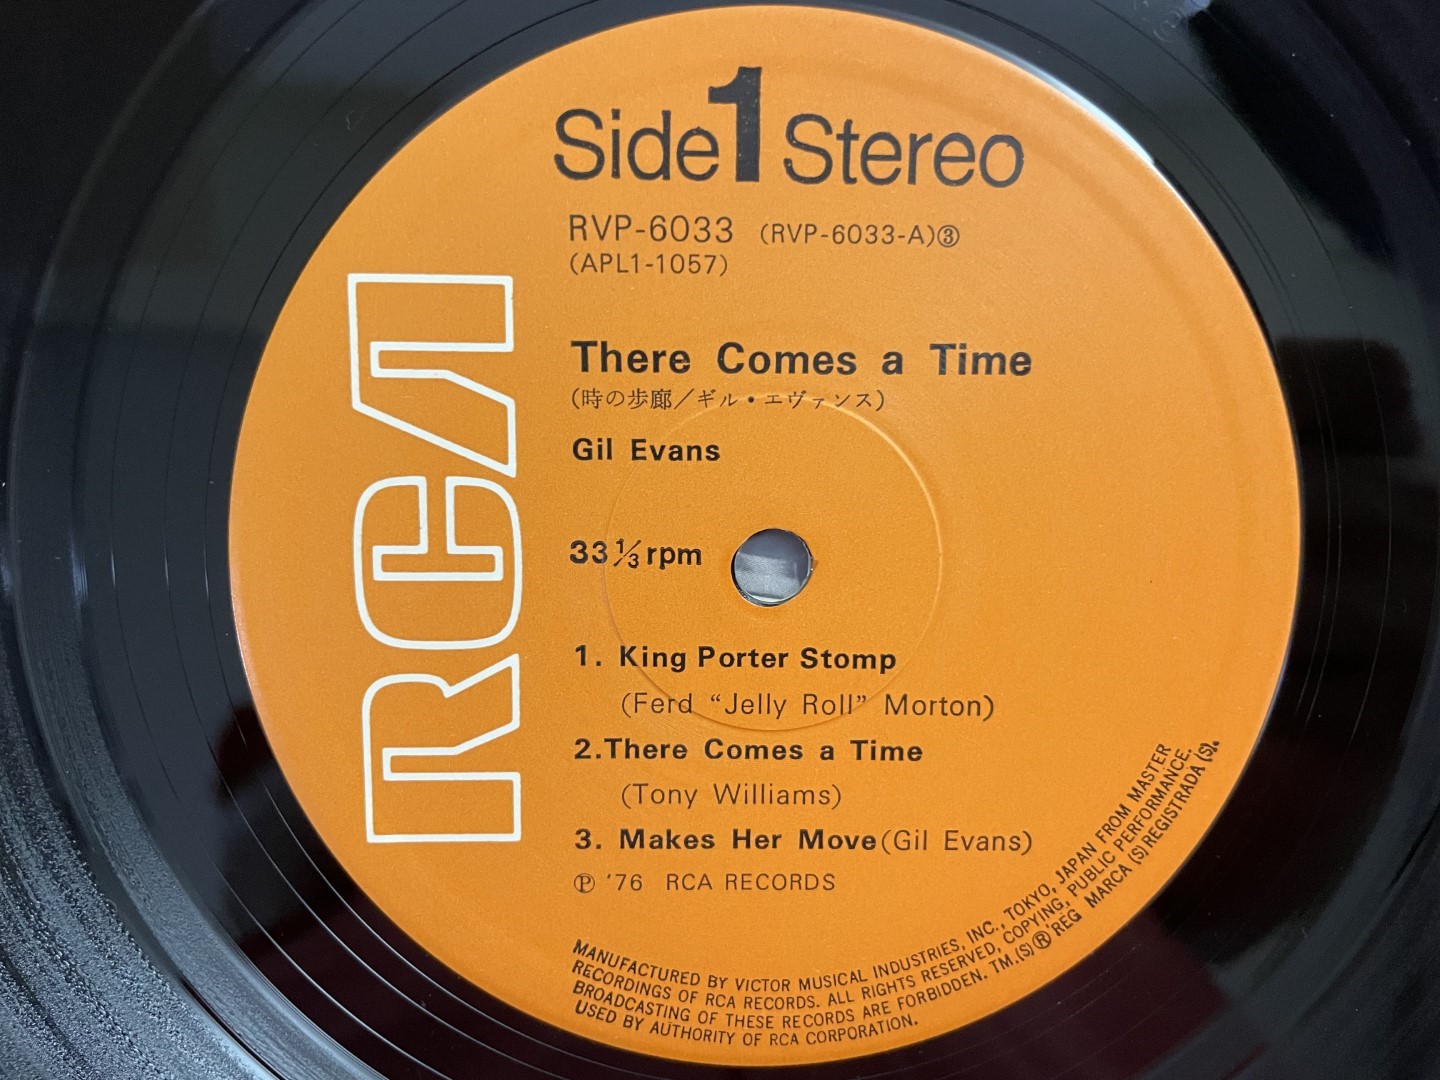 Side 1 Stereo
RVP-6033 (RVP-6033-A)③
(APL1-1057)
RCA
There Comes a Time
(時の歩廊/ギル・エヴァンス)
Gil Evans
33⅓rpm
1. King Porter Stomp
(Ferd “Jelly Roll” Morton)
2.There Comes a Time
(Tony Williams)
3. Makes Her Move(Gil Evans)
Ⓟ '76 RCA RECORDS
MANUFACTURED BY VICTOR MUSICAL INDUSTRIES, INC., TOKYO, JAPAN FROM MASTER
RECORDINGS OF RCA RECORDS. ALL RIGHTS RESERVED, COPYING, PUBLIC PERFORMANCE,
BROADCASTING OF THESE RECORDS ARE FORBIDDEN. TM.(S)® REG MARCA (S) REGISTRADA (S).
USED BY AUTHORITY OF RCA CORPORATION.